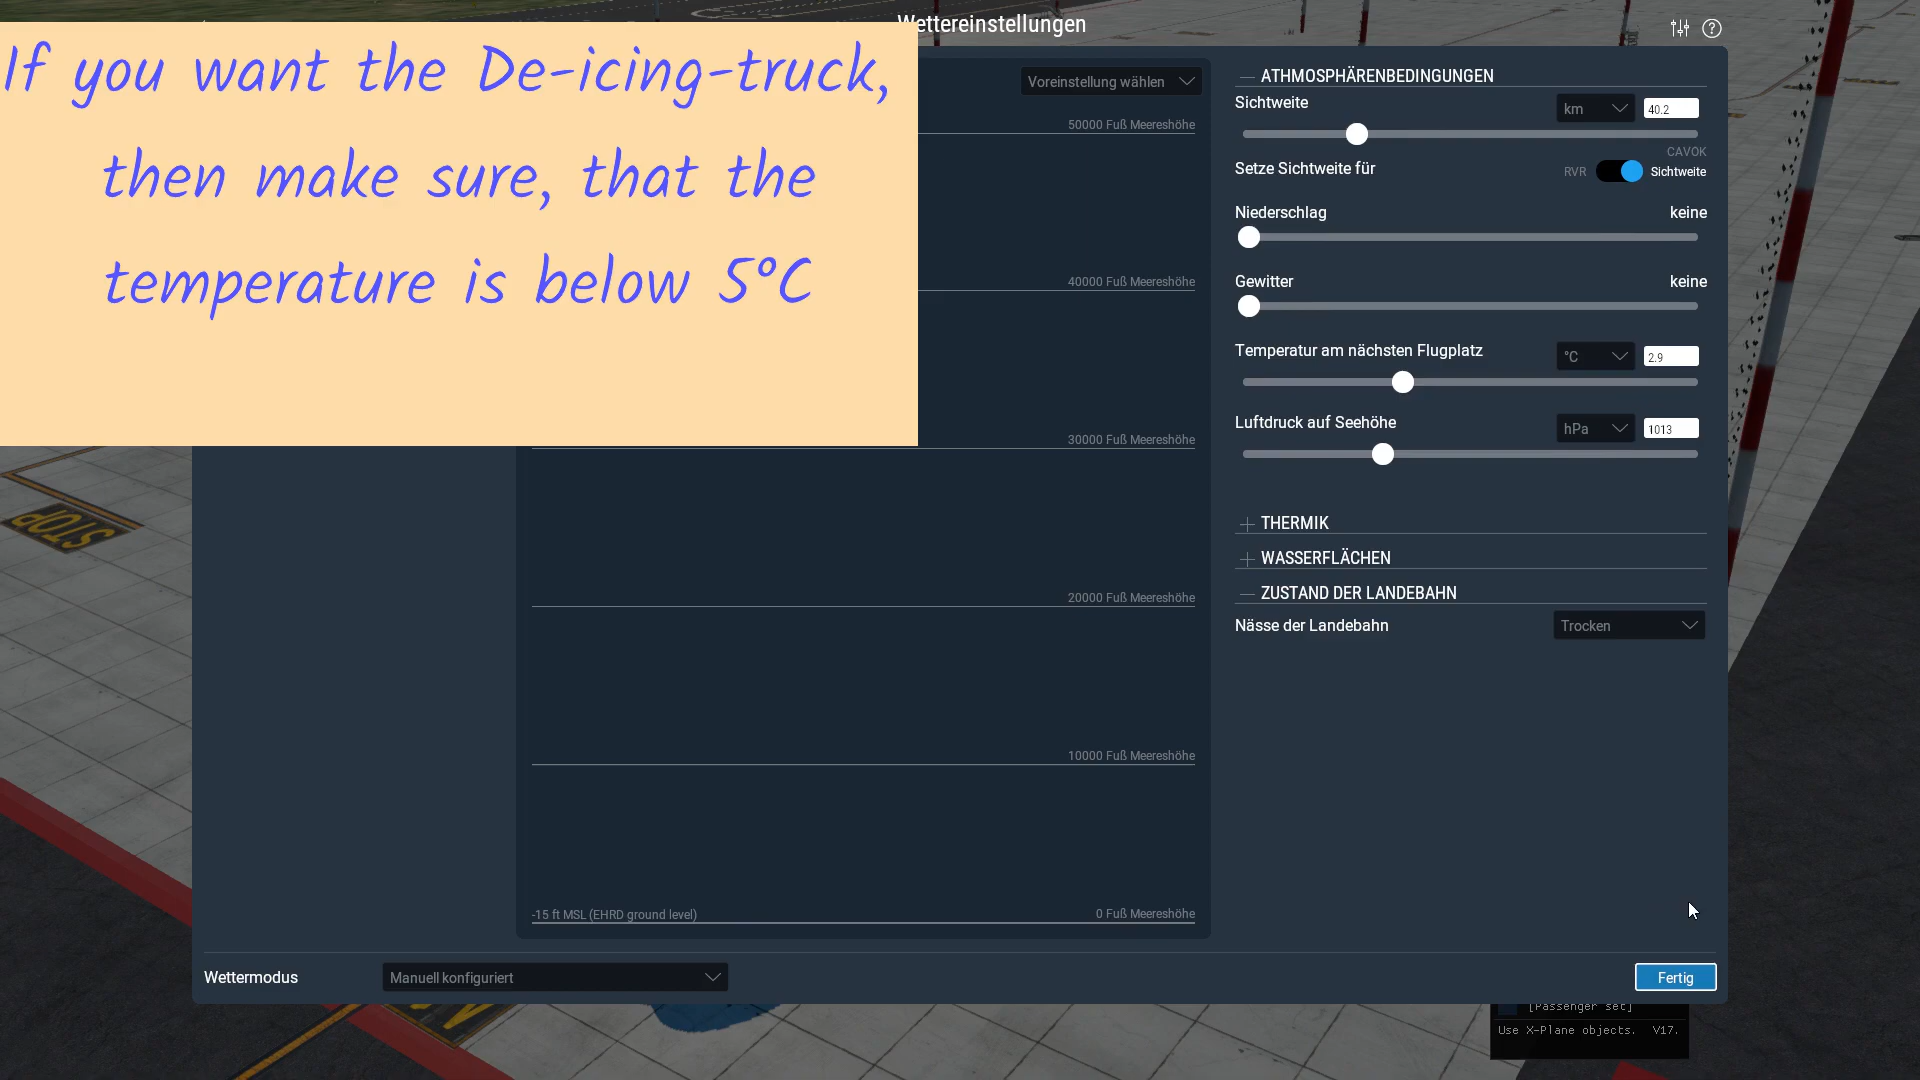 Wettereinstellungen
If you want the De-icing-truck,
then make sure, that the
temperature is below 5°C
Voreinstellung wählen
50000 Fuß Meereshöhe
40000 Fuß Meereshöhe
30000 Fuß Meereshöhe
20000 Fuß Meereshöhe
10000 Fuß Meereshöhe
-15 ft MSL (EHRD ground level) 0 Fuß Meereshöhe
ATHMOSPHÄRENBEDINGUNGEN
Sichtweite km 40.2
CAVOK
Setze Sichtweite für RVR Sichtweite
Niederschlag keine
Gewitter keine
Temperatur am nächsten Flugplatz °C 2.9
Luftdruck auf Seehöhe hPa 1013
THERMIK
WASSERFLÄCHEN
ZUSTAND DER LANDEBAHN
Nässe der Landebahn Trocken
STOP
Wettermodus Manuell konfiguriert Fertig
[Passenger set]
Use X-Plane objects. V17.